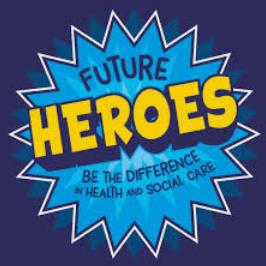 FUTURE
HEROES
BE THE DIFFERENCE
IN HEALTH AND SOCIAL CARE